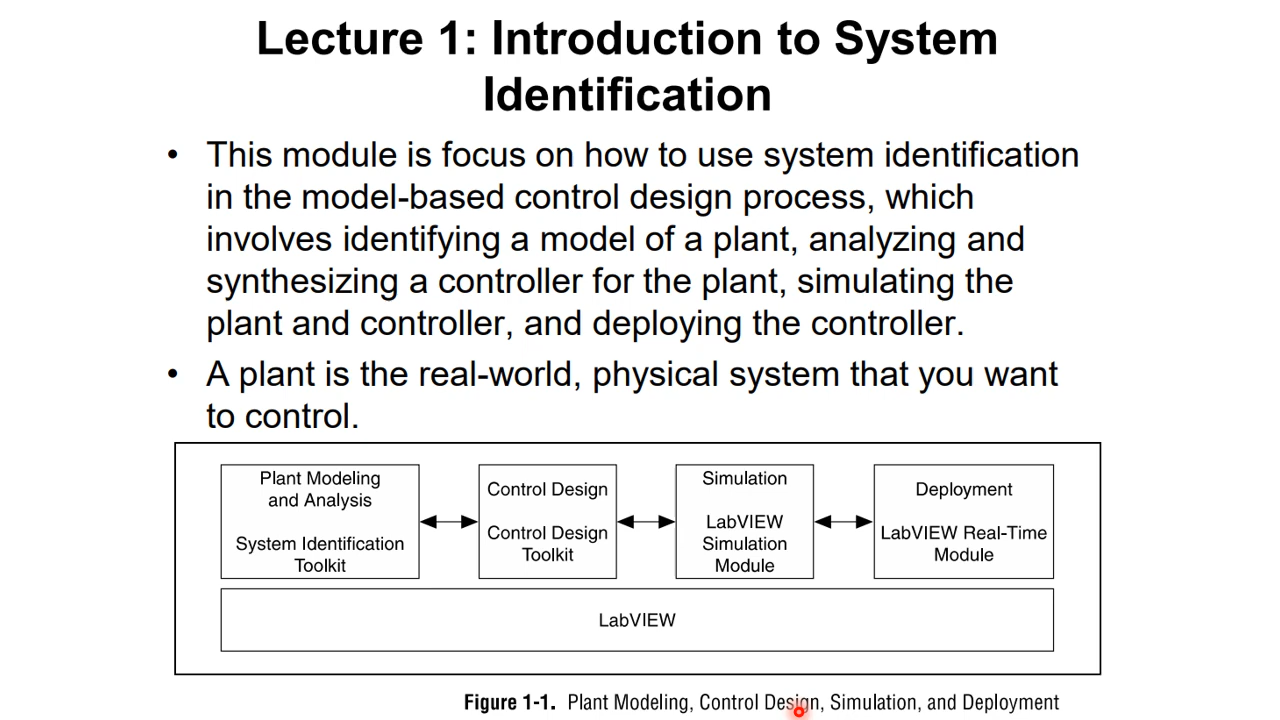 Lecture 1: Introduction to System
Identification
• This module is focus on how to use system identification
in the model-based control design process, which
involves identifying a model of a plant, analyzing and
synthesizing a controller for the plant, simulating the
plant and controller, and deploying the controller.
• A plant is the real-world, physical system that you want
to control.
Plant Modeling
and Analysis
System Identification
Toolkit
Control Design
Control Design
Toolkit
Simulation
LabVIEW
Simulation
Module
Deployment
LabVIEW Real-Time
Module
LabVIEW
Figure 1-1. Plant Modeling, Control Design, Simulation, and Deployment